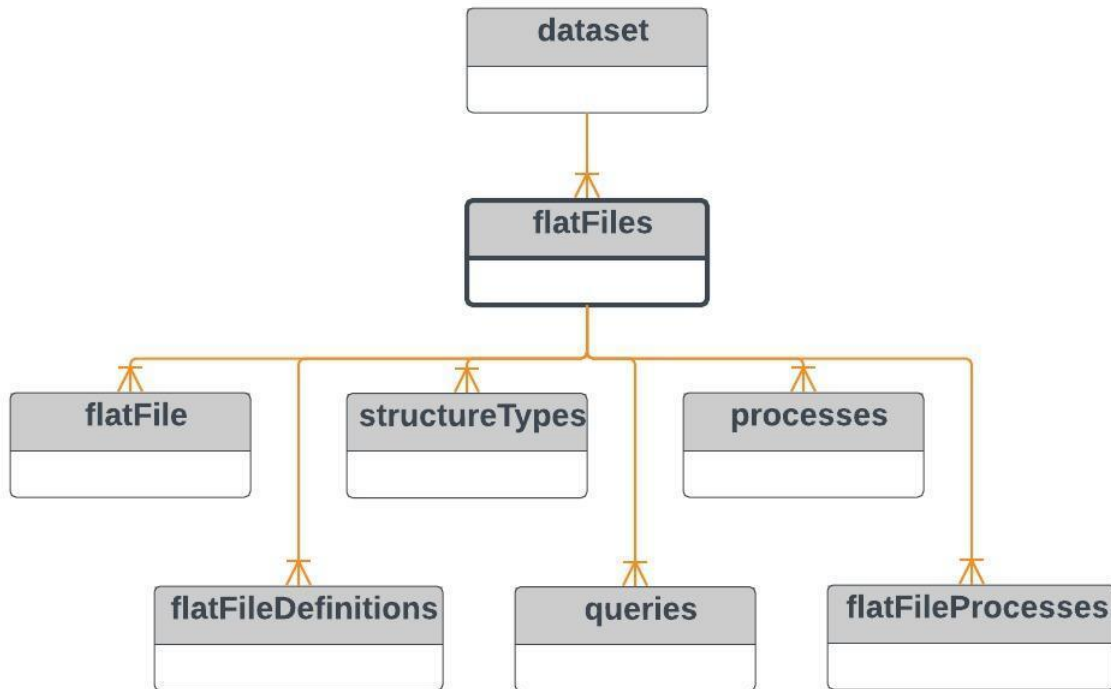 dataset
flatFiles
flatFile
structureTypes
processes
flatFileDefinitions
queries
flatFileProcesses